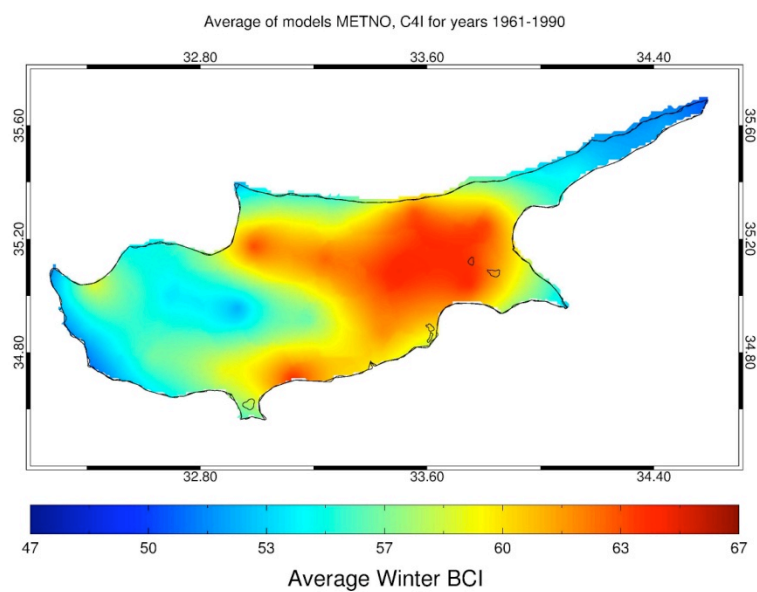 Average of models METNO, C4I for years 1961-1990
32.80 33.60 34.40
35.60 35.60
35.20 35.20
34.80 34.80
32.80 33.60 34.40
47 50 53 57 60 63 67
Average Winter BCI